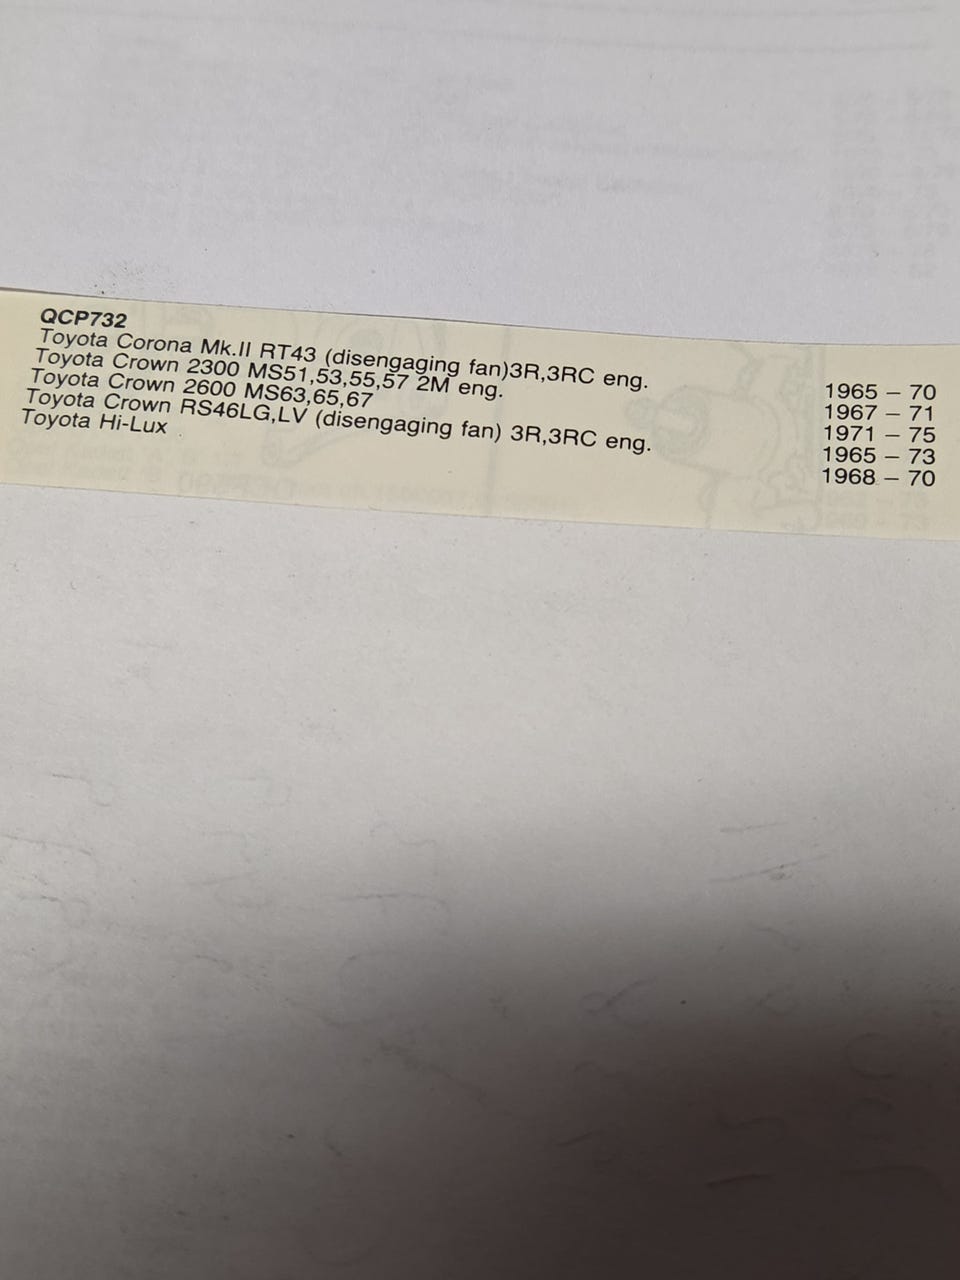 QCP732
Toyota Corona Mk.II RT43 (disengaging fan)3R,3RC eng. 1965 – 70
Toyota Crown 2300 MS51,53,55,57 2M eng. 1967 – 71
Toyota Crown 2600 MS63,65,67 1971 – 75
Toyota Crown RS46LG,LV (disengaging fan) 3R,3RC eng. 1965 – 73
Toyota Hi-Lux 1968 – 70